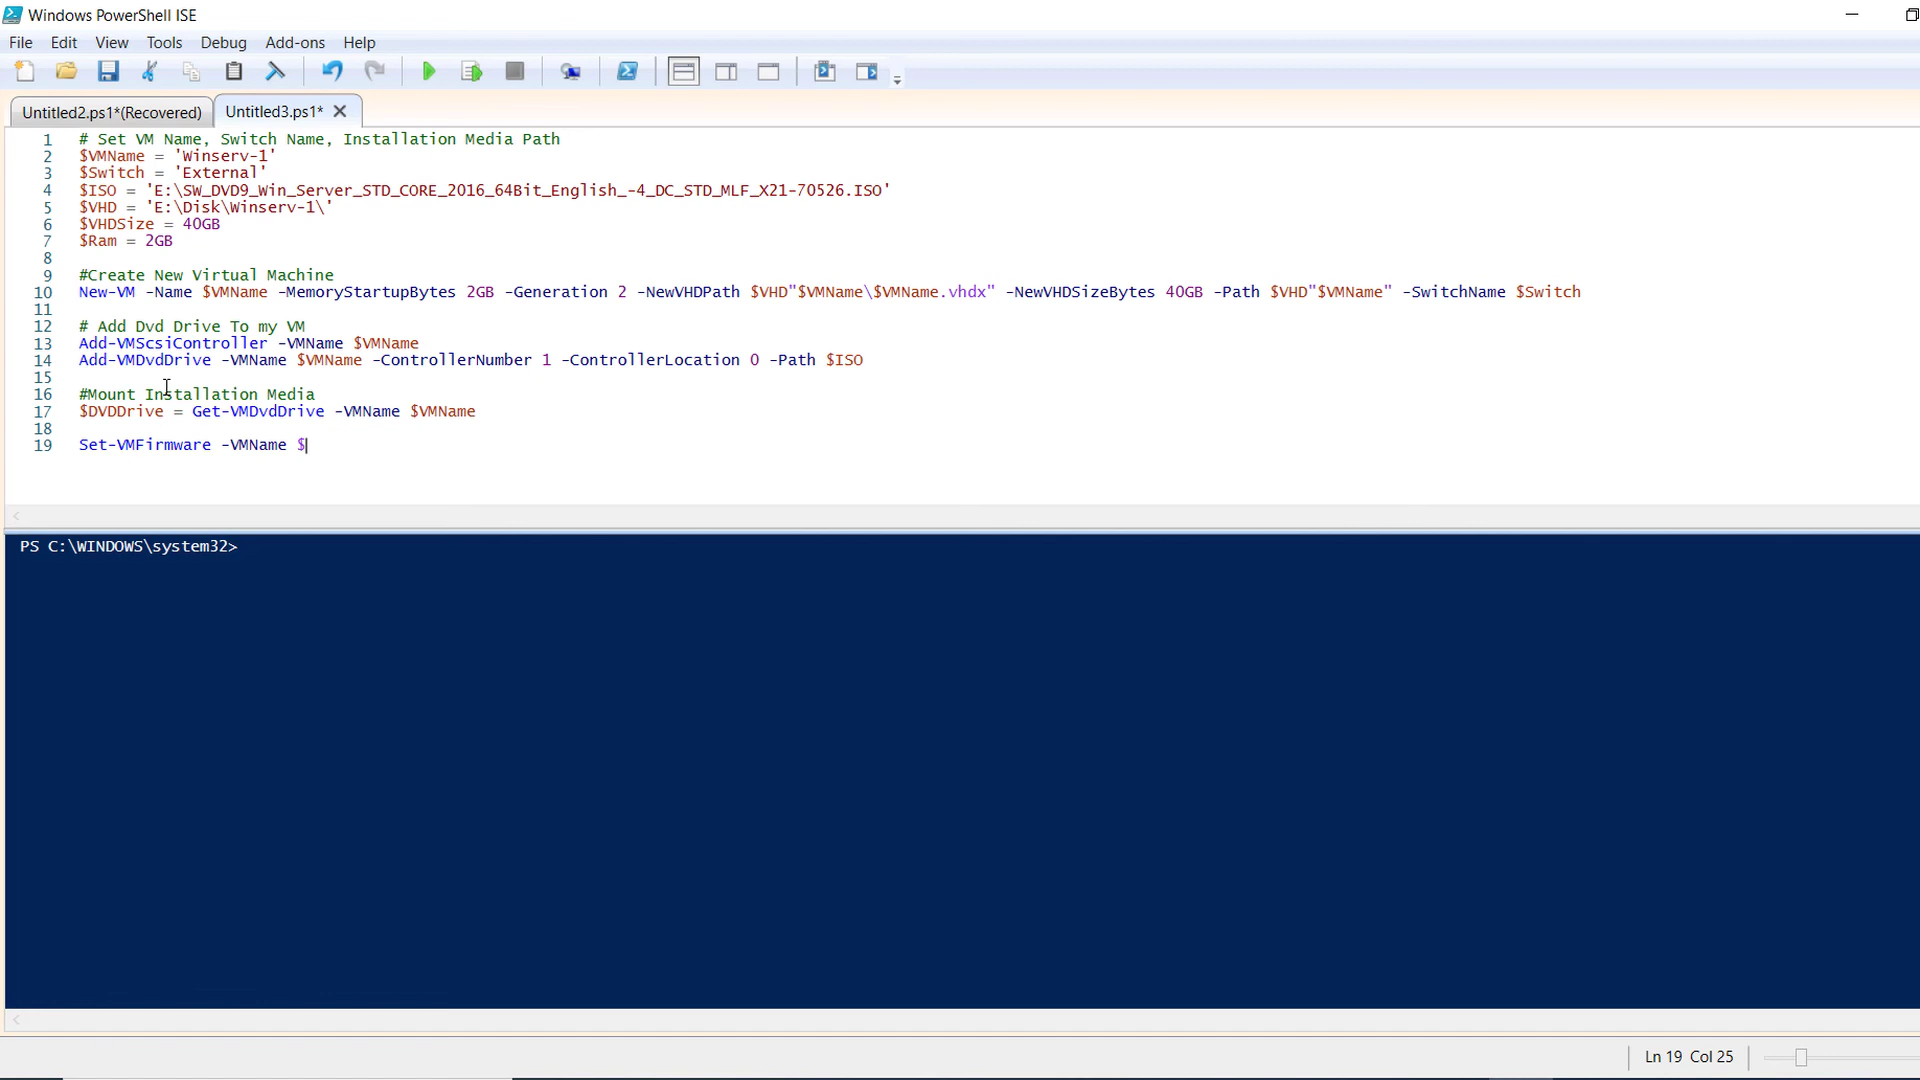 Windows PowerShell ISE
File Edit View Tools Debug Add-ons Help
Untitled2.ps1*(Recovered) Untitled3.ps1*
1 # Set VM Name, Switch Name, Installation Media Path
2 $VMName = 'Winserv-1'
3 $Switch = 'External'
4 $ISO = 'E:\SW_DVD9_Win_Server_STD_CORE_2016_64Bit_English_-4_DC_STD_MLF_X21-70526.ISO'
5 $VHD = 'E:\Disk\Winserv-1\'
6 $VHDSize = 40GB
7 $Ram = 2GB
8
9 #Create New Virtual Machine
10 New-VM -Name $VMName -MemoryStartupBytes 2GB -Generation 2 -NewVHDPath $VHD"$VMName\$VMName.vhdx" -NewVHDSizeBytes 40GB -Path $VHD"$VMName" -SwitchName $Switch
11
12 # Add Dvd Drive To my VM
13 Add-VMScsiController -VMName $VMName
14 Add-VMDvdDrive -VMName $VMName -ControllerNumber 1 -ControllerLocation 0 -Path $ISO
15
16 #Mount Installation Media
17 $DVDDrive = Get-VMDvdDrive -VMName $VMName
18
19 Set-VMFirmware -VMName $
PS C:\WINDOWS\system32>
Ln 19 Col 25